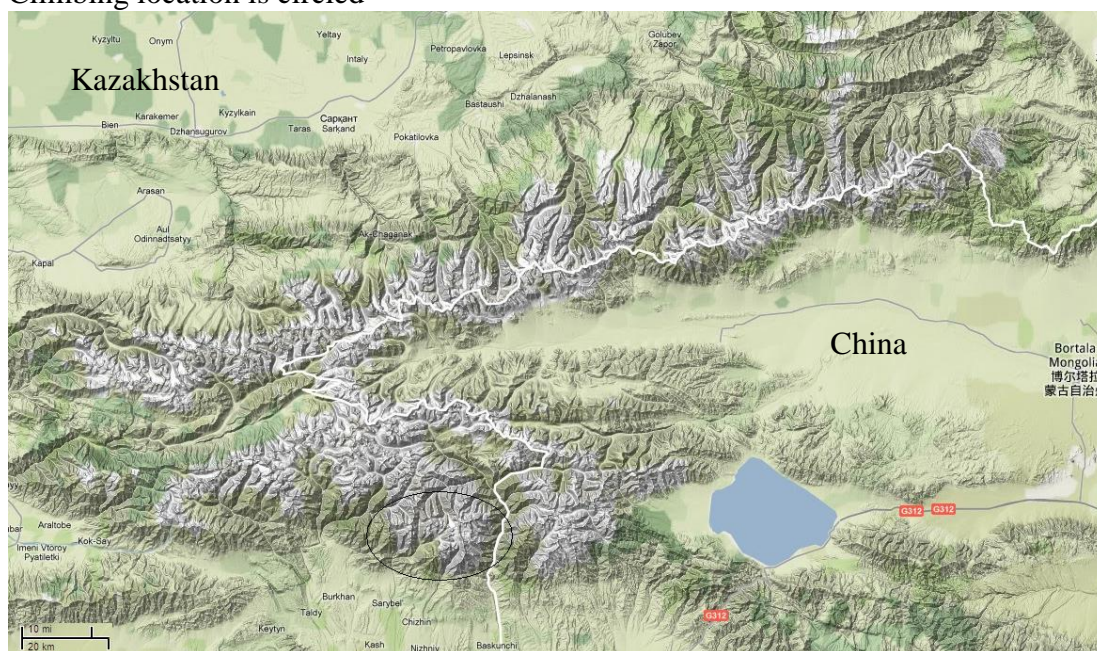 Climbing location is circled
Kyzyltu
Onym
Yeltay
Intaly
Petropavlovka
Lepsinsk
Golubev
Zapor
Kazakhstan
Karakemer
Kyzylkain
Bien
Dzhansugurov
Taras
Сарқант
Sarkand
Pokatilovka
Bastaushi
Dzhalanash
Arasan
Aul
Odinnadtsatyy
Kapal
Ak-Chaganak
China
Bortala
Mongolia
博尔塔拉
蒙古自治州
Araltobe
Imeni Vtoroy
Pyatiletki
Kok-Say
G312
G312
G312
Burkhan
Taldy
Sarybel
Chizhin
Keytyn
Kash
Nizhniy
Baskunchi
10 mi
20 km